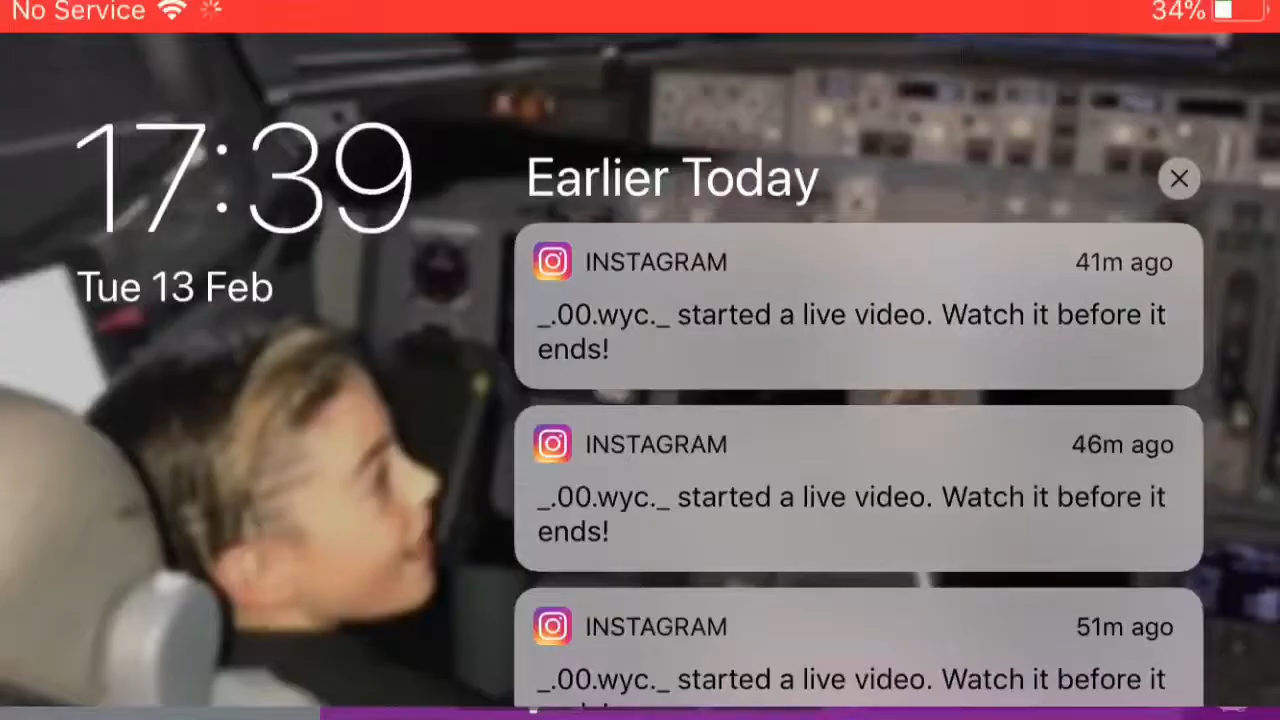 No Service
34%
17:39
Tue 13 Feb
Earlier Today
INSTAGRAM
41m ago
_.00.wyc._ started a live video. Watch it before it
ends!
INSTAGRAM
46m ago
_.00.wyc._ started a live video. Watch it before it
ends!
INSTAGRAM
51m ago
_.00.wyc._ started a live video. Watch it before it